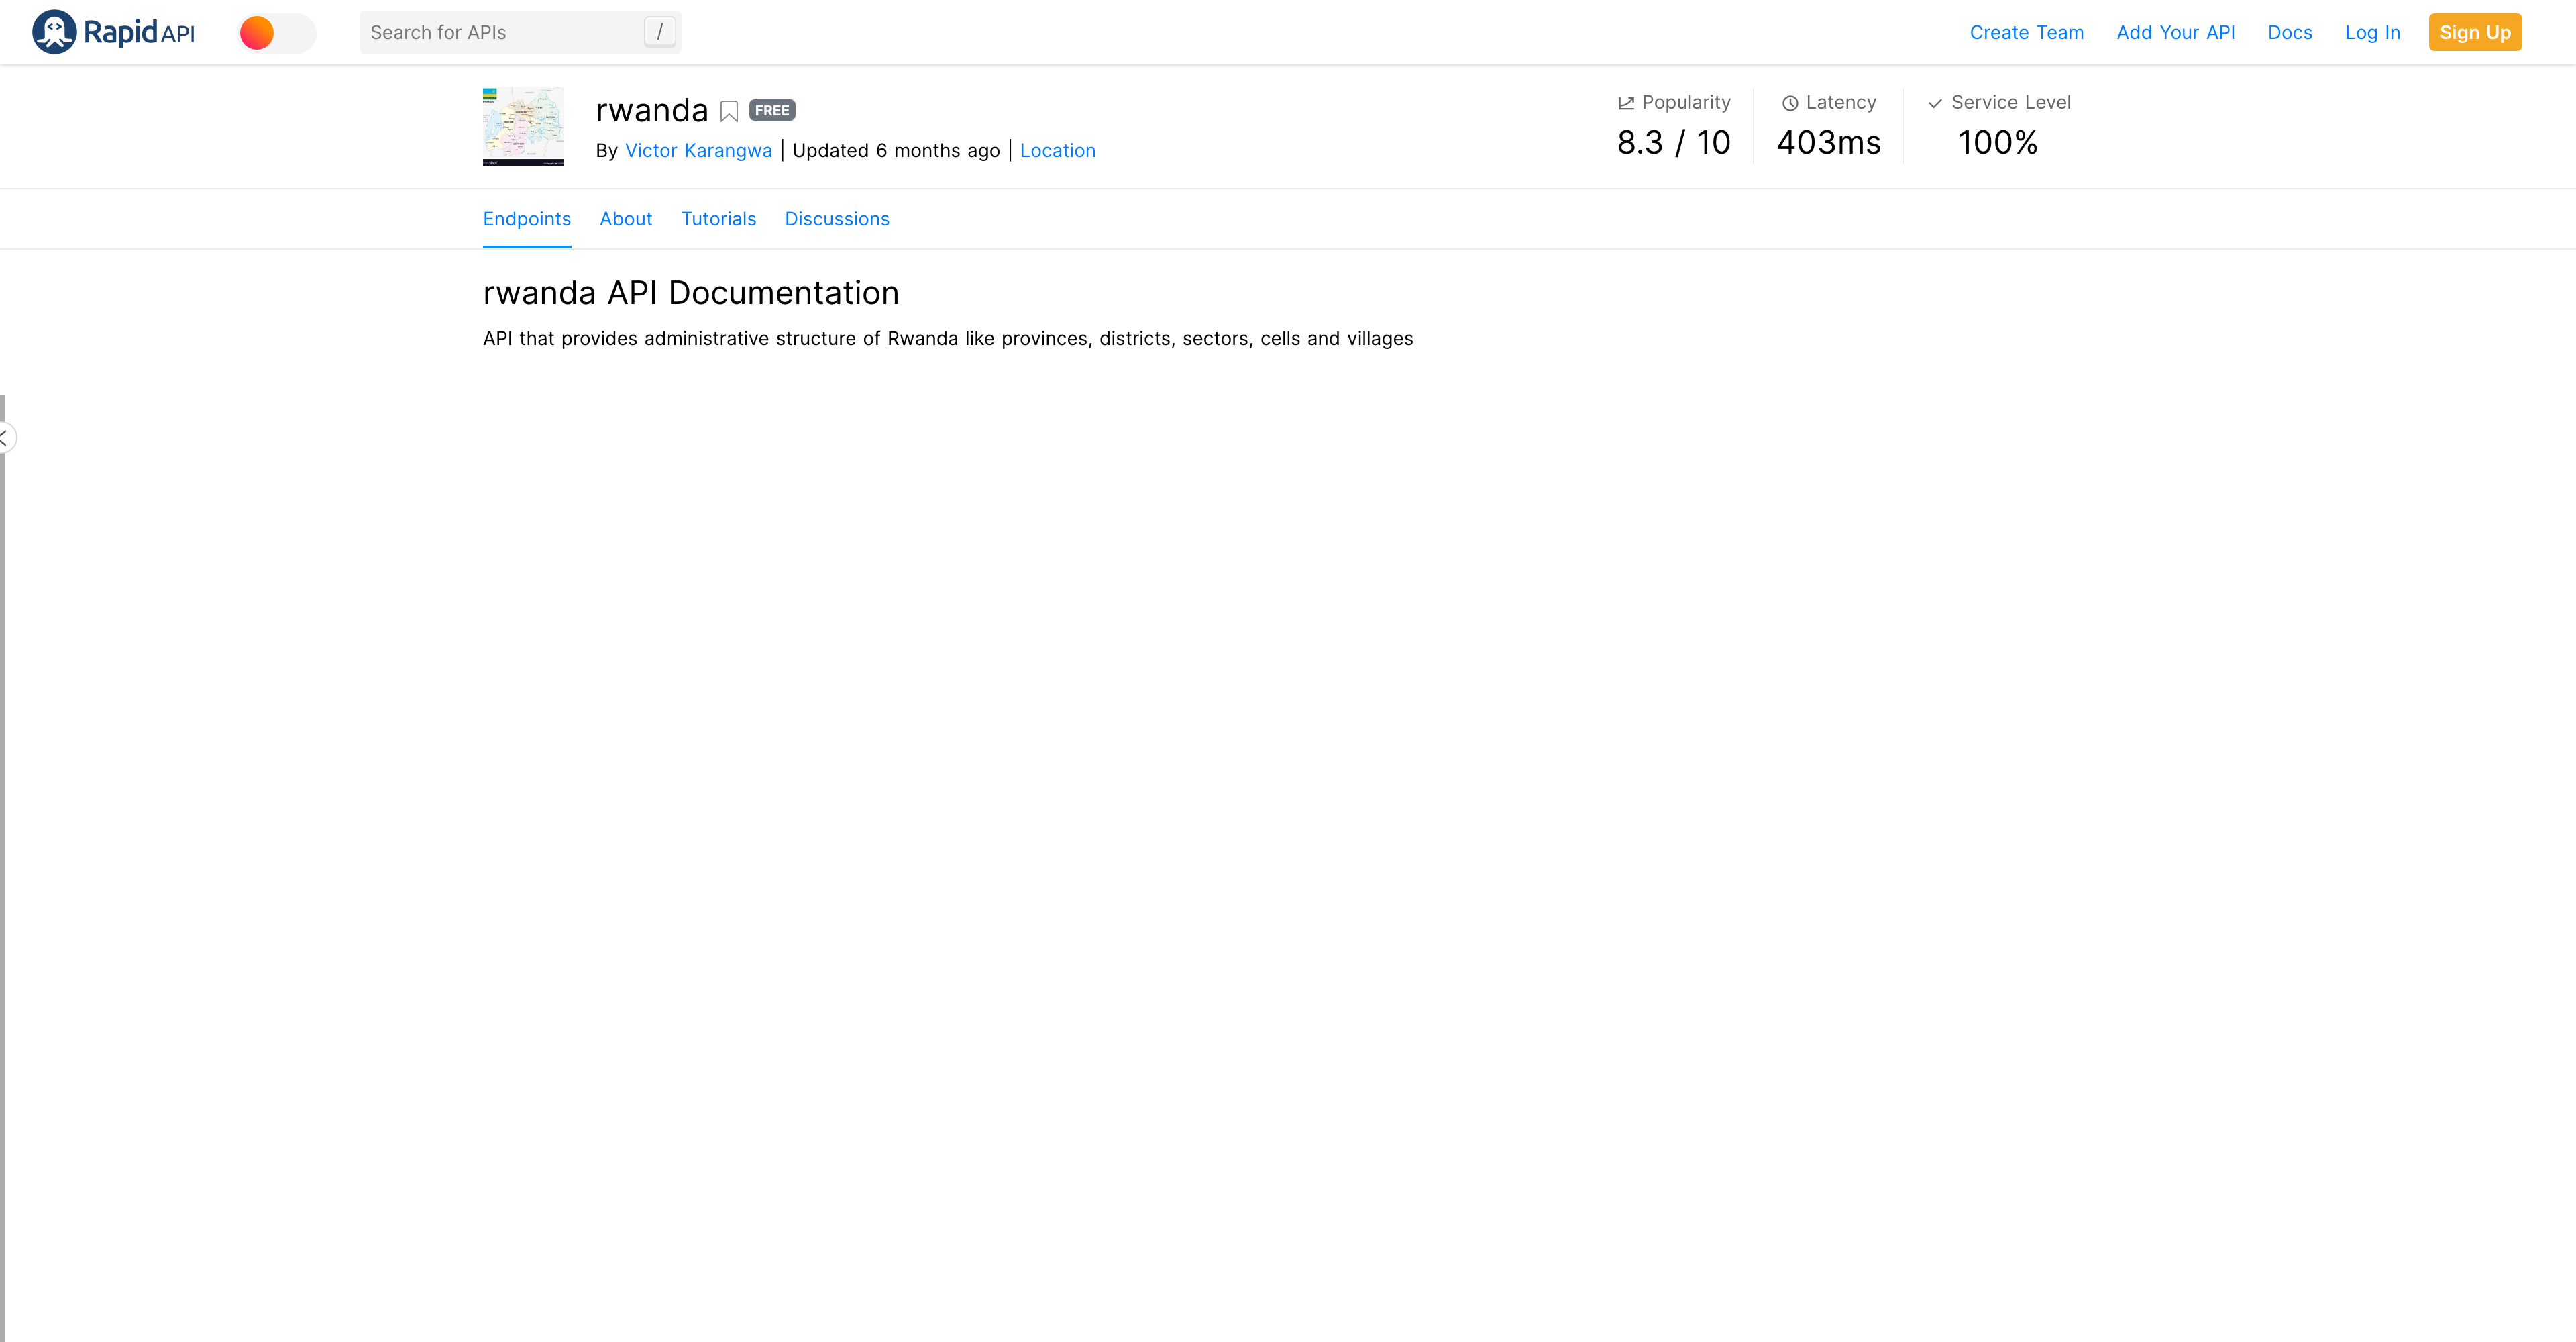 RapidAPI
Search for APIs /
Create Team Add Your API Docs Log In Sign Up
rwanda FREE
By Victor Karangwa | Updated 6 months ago | Location
Popularity
8.3 / 10
Latency
403ms
Service Level
100%
Endpoints About Tutorials Discussions
rwanda API Documentation
API that provides administrative structure of Rwanda like provinces, districts, sectors, cells and villages